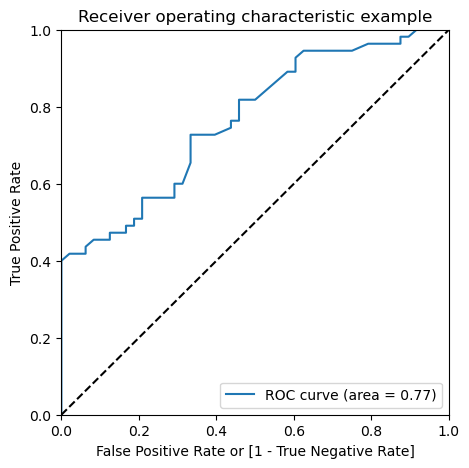 Receiver operating characteristic example
True Positive Rate
1.0
0.8
0.6
0.4
0.2
0.0
ROC curve (area = 0.77)
0.0 0.2 0.4 0.6 0.8 1.0
False Positive Rate or [1 - True Negative Rate]